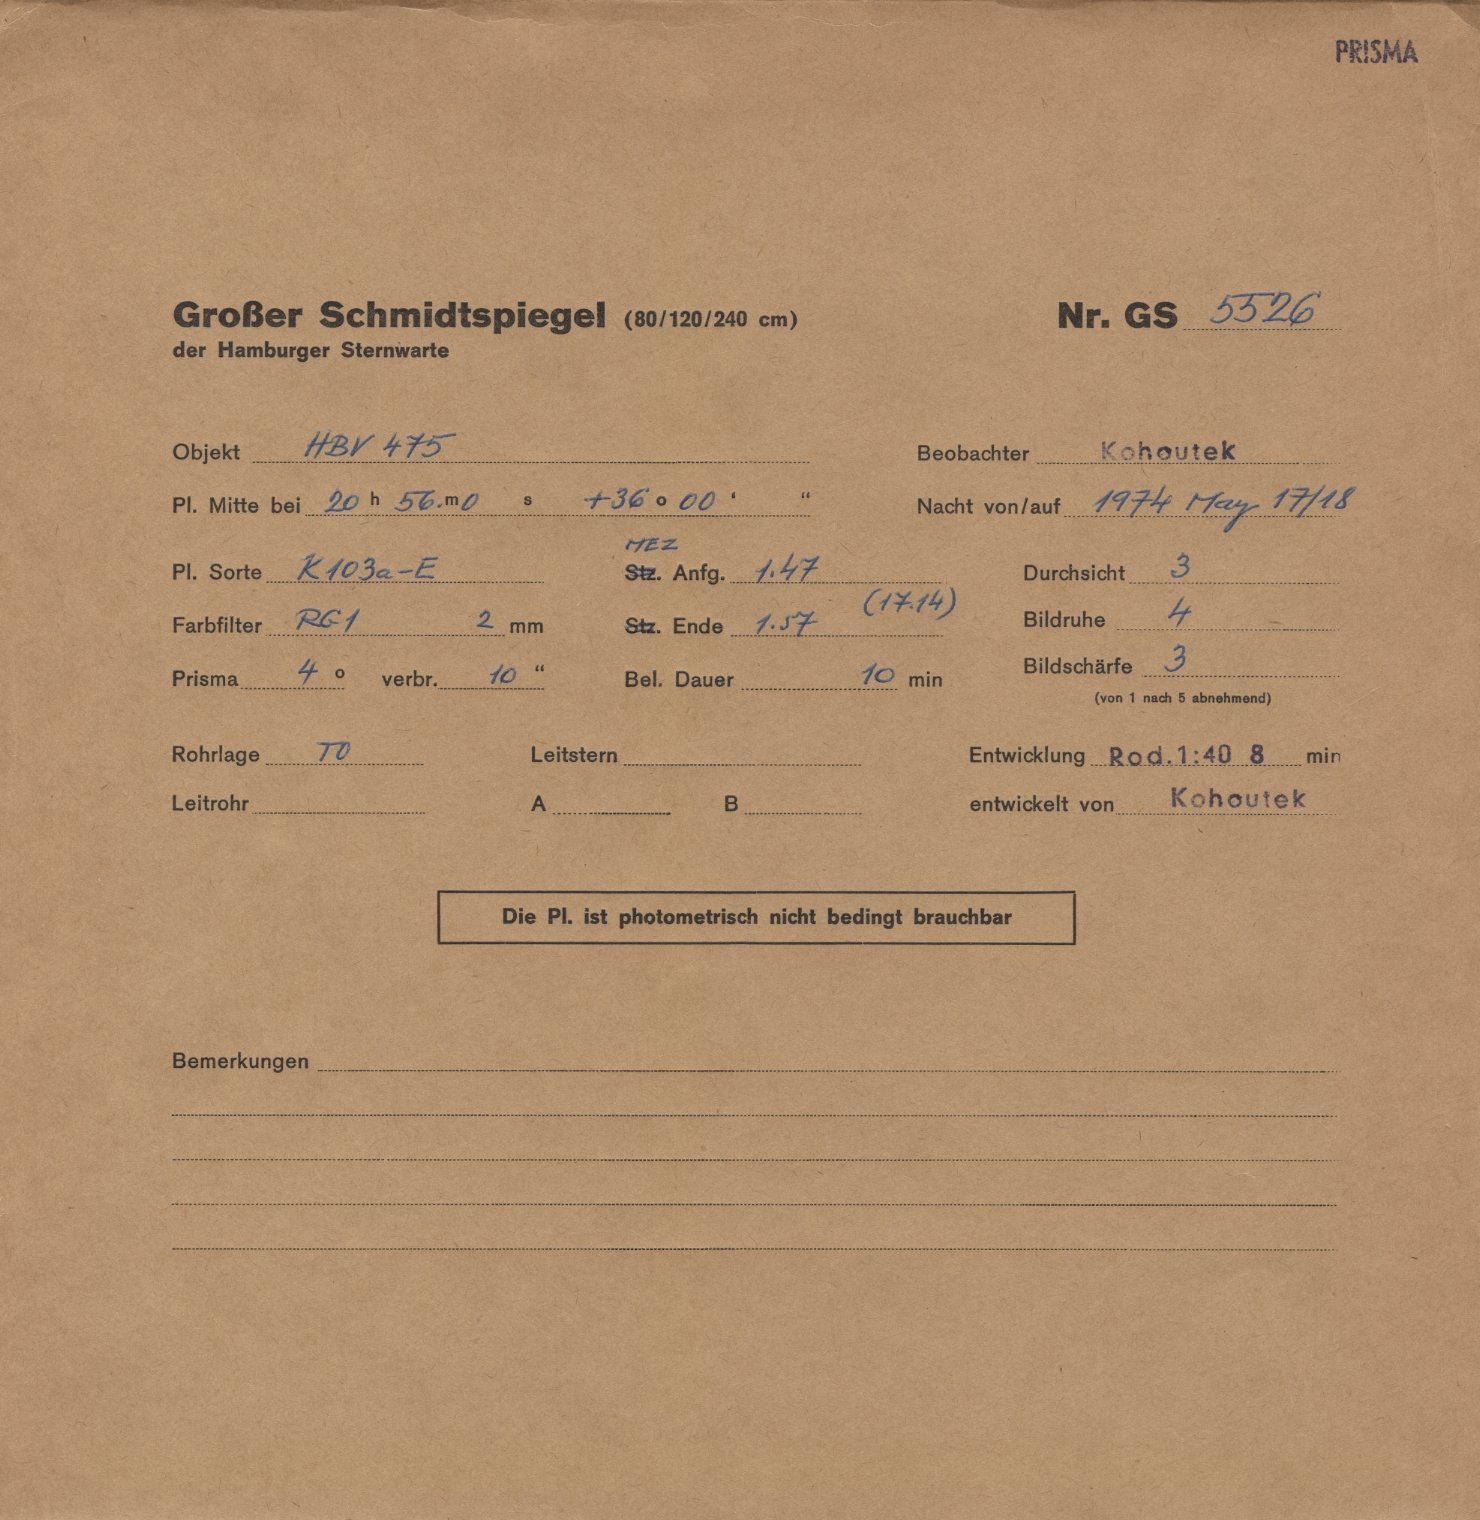 PRISMA
Großer Schmidtspiegel (80/120/240 cm) Nr. GS 5526
der Hamburger Sternwarte
Objekt HBV 475 Beobachter Kohoutek
Pl. Mitte bei 20 h 56.m0 s +36 o 00 ‘ “ Nacht von/auf 1974 May 17/18
MEZ
Pl. Sorte K103a-E Stz. Anfg. 1.47 Durchsicht 3
(17.14)
Farbfilter RG1 2 mm Stz. Ende 1.57 Bildruhe 4
Prisma 4 o verbr. 10 “ Bel. Dauer 10 min Bildschärfe 3
(von 1 nach 5 abnehmend)
Rohrlage TO Leitstern Entwicklung Rod.1:40 8 min
Leitrohr A B entwickelt von Kohoutek
Die Pl. ist photometrisch nicht bedingt brauchbar
Bemerkungen